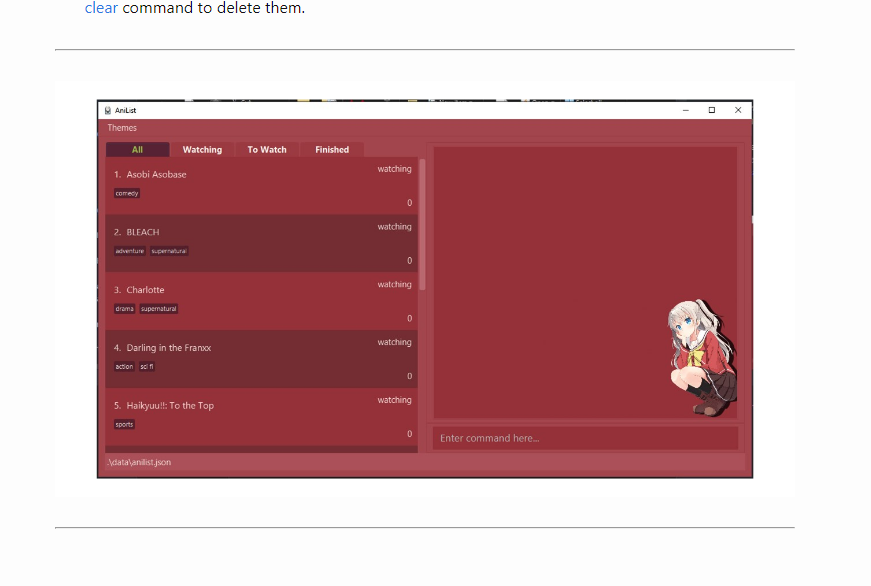 clear command to delete them.
AniList
Themes
All Watching To Watch Finished
1. Asobi Asobase watching
comedy
0
2. BLEACH watching
adventure supernatural
0
3. Charlotte watching
drama supernatural
0
4. Darling in the Franxx watching
action sci fi
0
5. Haikyuu!!: To the Top watching
sports
0
Enter command here...
.\data\anilist.json